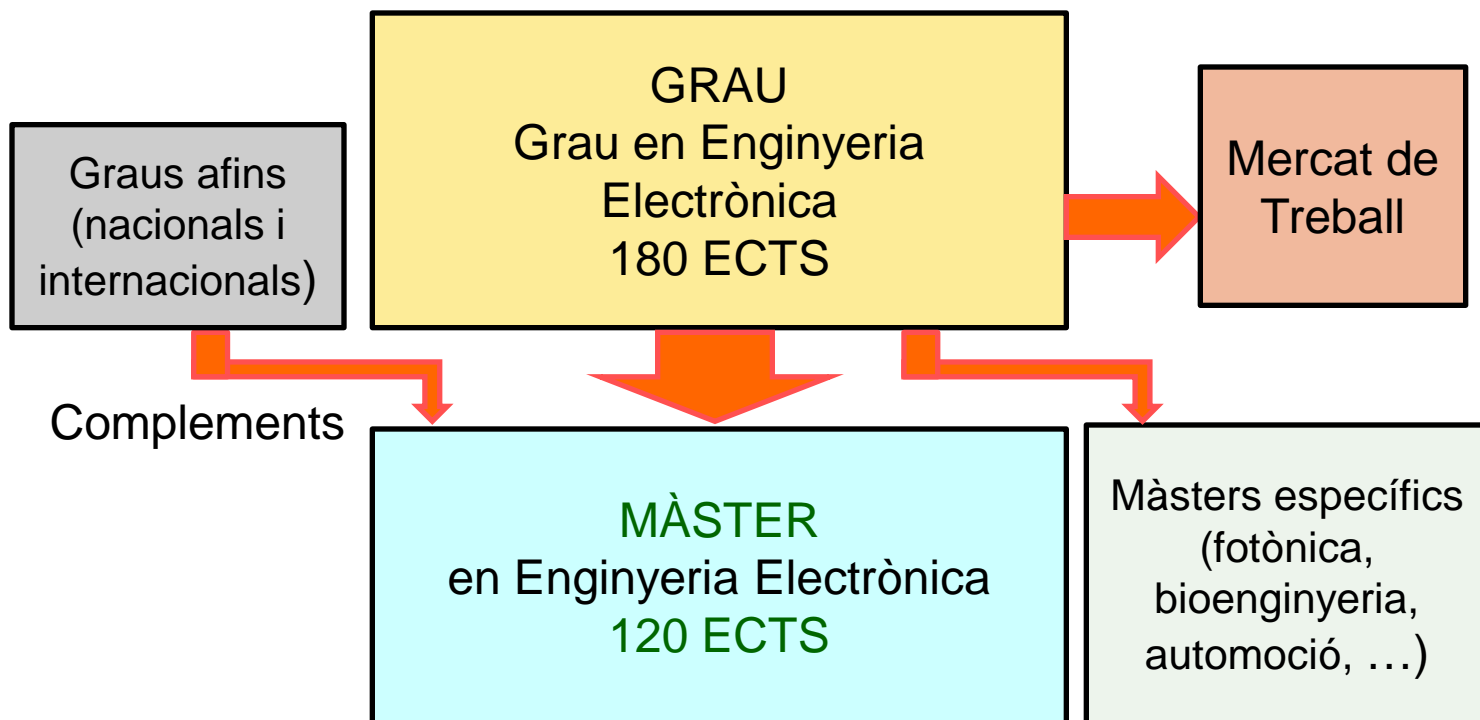 GRAU
Grau en Enginyeria
Electrònica
180 ECTS
Graus afins
(nacionals i
internacionals)
Mercat de
Treball
Complements
MÀSTER
en Enginyeria Electrònica
120 ECTS
Màsters específics
(fotònica,
bioenginyeria,
automoció, …)